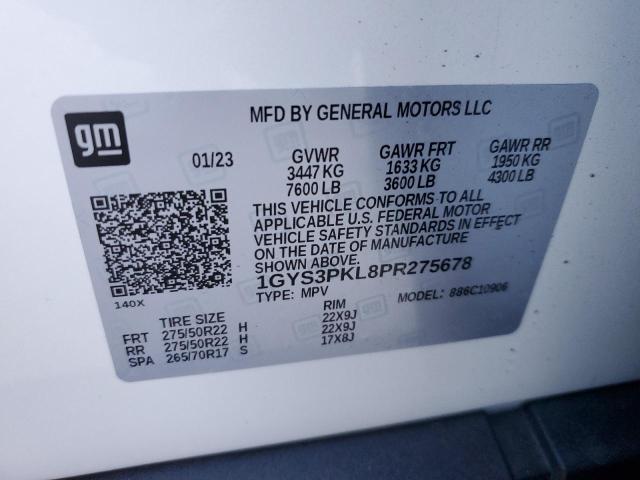 gm
MFD BY GENERAL MOTORS LLC
01/23 GVWR GAWR FRT GAWR RR
3447 KG 1633 KG 1950 KG
7600 LB 3600 LB 4300 LB
THIS VEHICLE CONFORMS TO ALL
APPLICABLE U.S. FEDERAL MOTOR
VEHICLE SAFETY STANDARDS IN EFFECT
ON THE DATE OF MANUFACTURE
SHOWN ABOVE.
1GYS3PKL8PR275678
140X TYPE: MPV MODEL: 886C10906
TIRE SIZE RIM
FRT 275/50R22 H 22X9J
RR 275/50R22 H 22X9J
SPA 265/70R17 S 17X8J